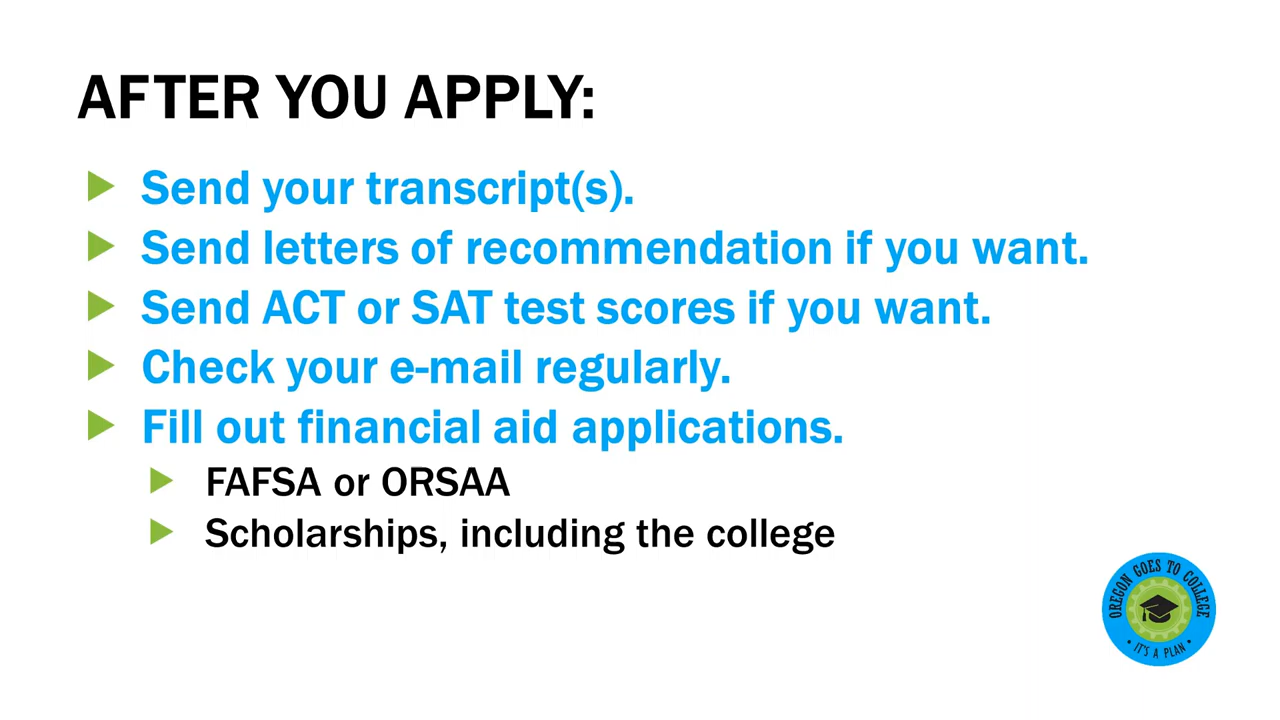 AFTER YOU APPLY:
Send your transcript(s).
Send letters of recommendation if you want.
Send ACT or SAT test scores if you want.
Check your e-mail regularly.
Fill out financial aid applications.
FAFSA or ORSAA
Scholarships, including the college
OREGON GOES TO COLLEGE
• IT'S A PLAN •